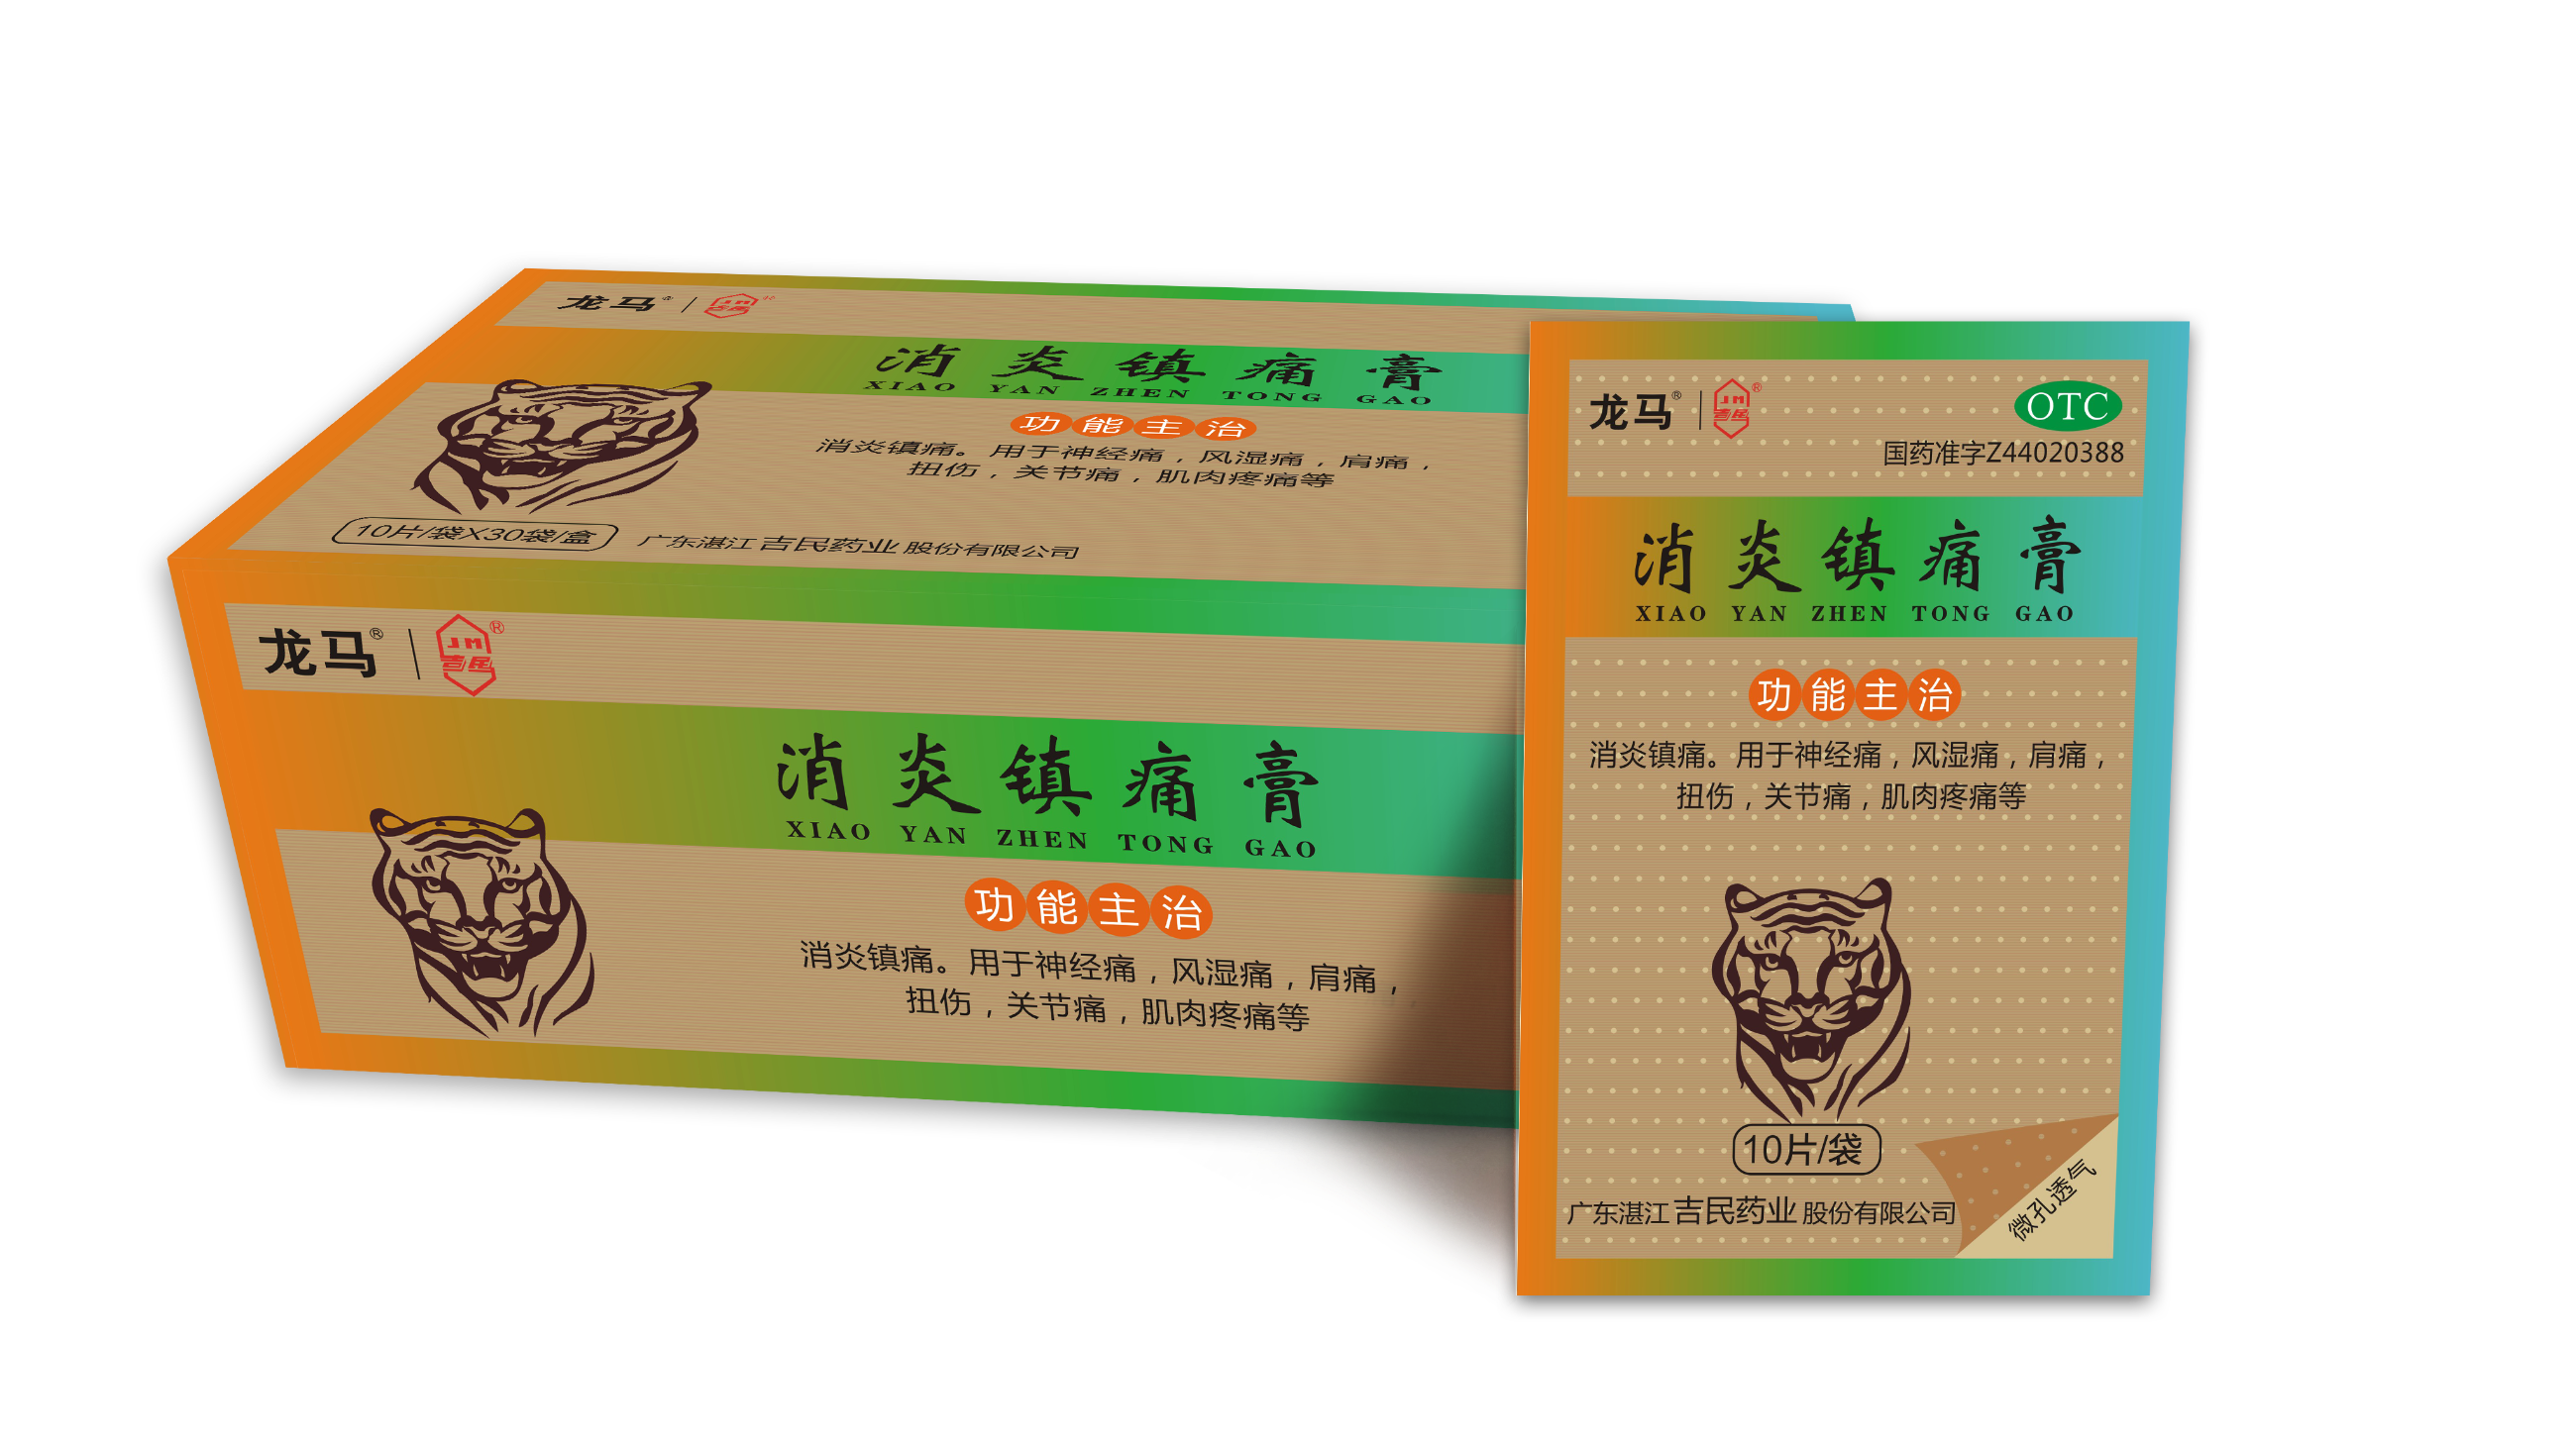 龙马® JM 吉民 ®
消炎镇痛膏
XIAO YAN ZHEN TONG GAO
功能主治
消炎镇痛。用于神经痛，风湿痛，肩痛，
扭伤，关节痛，肌肉疼痛等
10片/袋X30袋/盒 广东湛江吉民药业股份有限公司
龙马® JM 吉民 ®
消炎镇痛膏
XIAO YAN ZHEN TONG GAO
功能主治
消炎镇痛。用于神经痛，风湿痛，肩痛，
扭伤，关节痛，肌肉疼痛等
龙马® JM 吉民 ® OTC
国药准字Z44020388
消炎镇痛膏
XIAO YAN ZHEN TONG GAO
功能主治
消炎镇痛。用于神经痛，风湿痛，肩痛，
扭伤，关节痛，肌肉疼痛等
10片/袋
广东湛江吉民药业股份有限公司
微孔透气